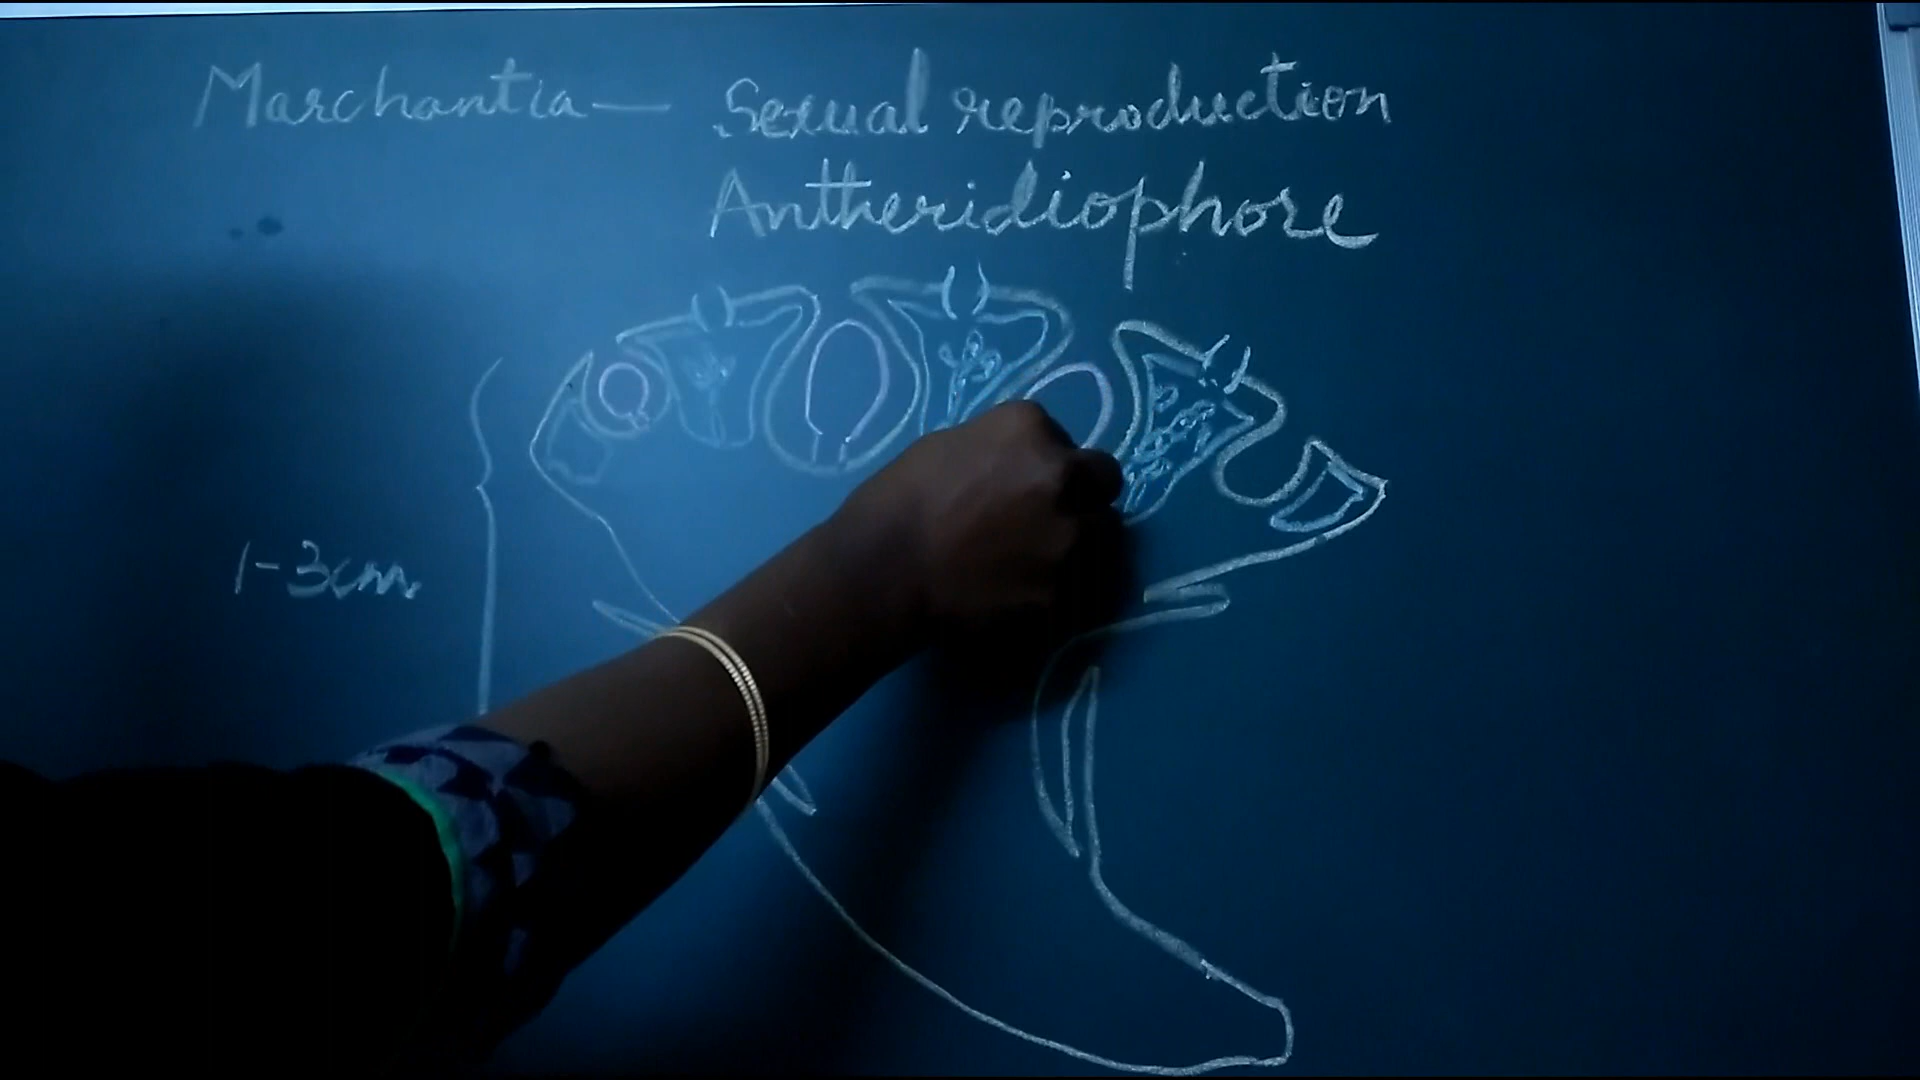 Marchantia — Sexual reproduction
Antheridiophore
1-3cm